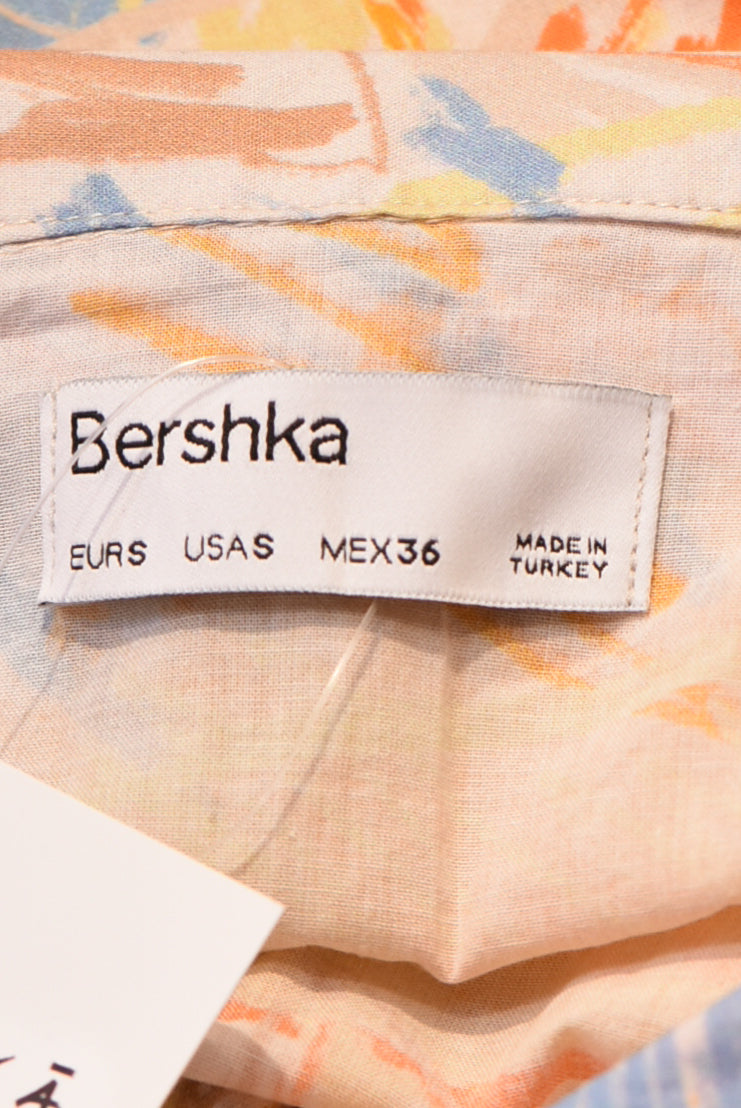 Bershka
EUR S USA S MEX 36 MADE IN
TURKEY